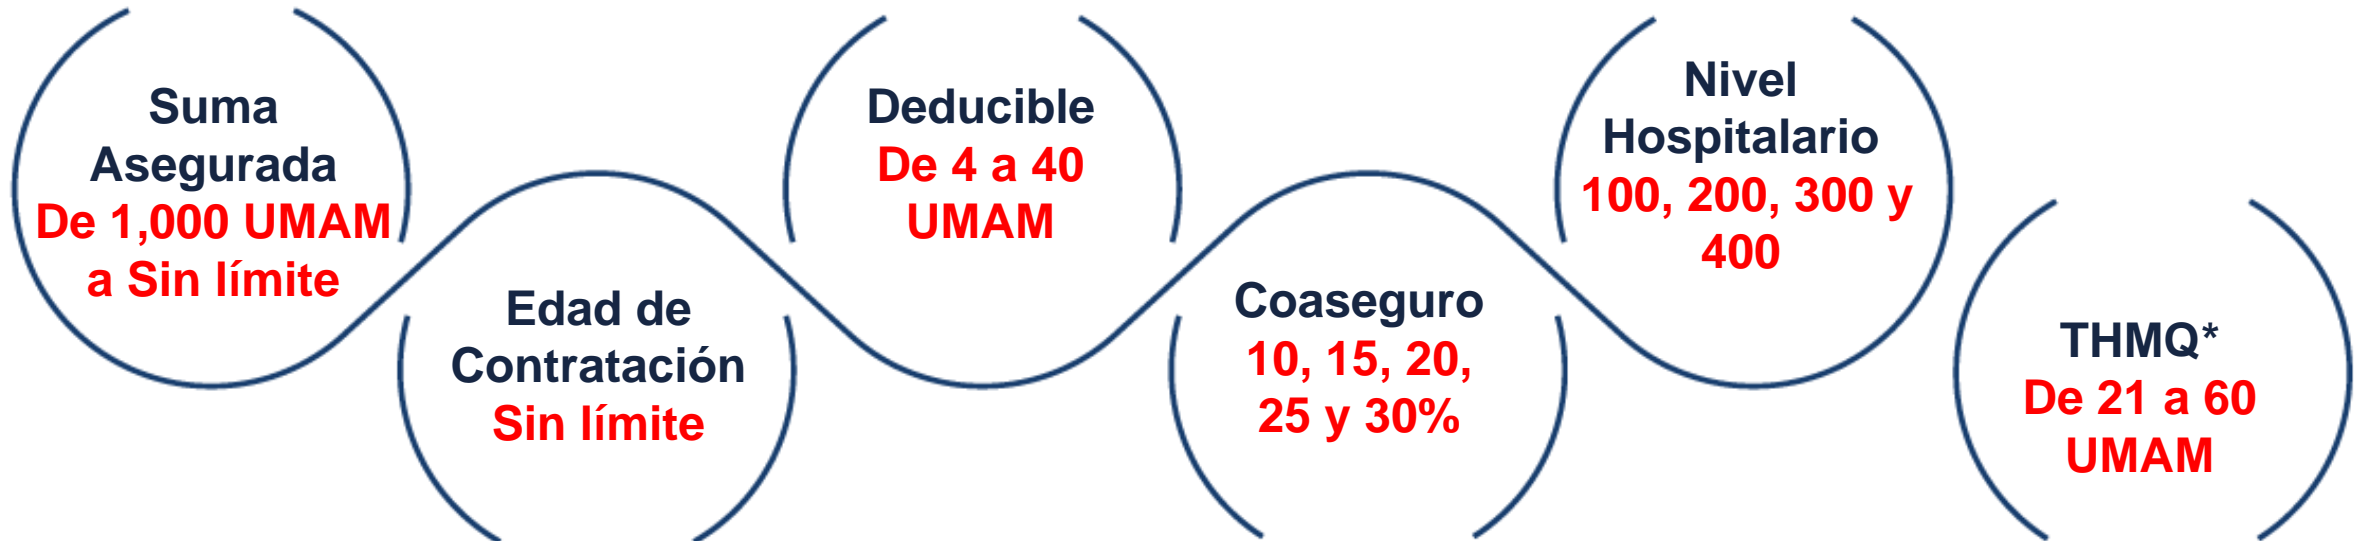 Suma
Asegurada
De 1,000 UMAM
a Sin límite
Edad de
Contratación
Sin límite
Deducible
De 4 a 40
UMAM
Coaseguro
10, 15, 20,
25 y 30%
Nivel
Hospitalario
100, 200, 300 y
400
THMQ*
De 21 a 60
UMAM